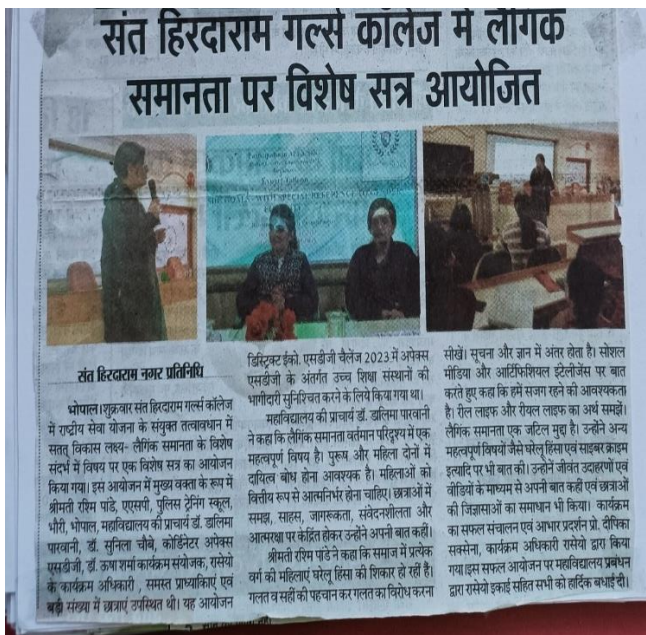 संत हिरदाराम गर्ल्स कॉलेज में लैंगिक
समानता पर विशेष सत्र आयोजित
संत हिरदाराम नगर प्रतिनिधि
भोपाल। शुक्रवार संत हिरदाराम गर्ल्स कॉलेज
में राष्ट्रीय सेवा योजना के संयुक्त तत्वावधान में
सतत् विकास लक्ष्य- लैंगिक समानता के विशेष
संदर्भ में विषय पर एक विशेष सत्र का आयोजन
किया गया। इस आयोजन में मुख्य वक्ता के रूप में
श्रीमती रश्मि पांडे, एएसपी, पुलिस ट्रेनिंग स्कूल,
भौरी, भोपाल, महाविद्यालय की प्राचार्य डॉ. डालिमा
पारवानी, डॉ. सुनिला चौबे, कोर्डिनेटर अपेक्स
एसडीजी, डॉ. ऊषा शर्मा कार्यक्रम संयोजक, रासेयो
के कार्यक्रम अधिकारी , समस्त प्राध्यापिकाएं एवं
बड़ी संख्या में छात्राएं उपस्थित थी। यह आयोजन
डिस्ट्रिक्ट ईको. एसडीजी चैलेंज 2023 में अपेक्स
एसडीजी के अंतर्गत उच्च शिक्षा संस्थानों की
भागीदारी सुनिश्चित करने के लिये किया गया था।
महाविद्यालय की प्राचार्य डॉ. डालिमा पारवानी
ने कहा कि लैंगिक समानता वर्तमान परिदृश्य में एक
महत्वपूर्ण विषय है। पुरूष और महिला दोनों में
दायित्व बोध होना आवश्यक है। महिलाओं को
वित्तीय रूप से आत्मनिर्भर होना चाहिए। छात्राओं में
समझ, साहस, जागरूकता, संवेदनशीलता और
आत्मरक्षा पर केंद्रित होकर उन्होंने अपनी बात कही।
श्रीमती रश्मि पांडे ने कहा कि समाज में प्रत्येक
वर्ग की महिलाएं घरेलू हिंसा की शिकार हो रही हैं।
गलत व सही की पहचान कर गलत का विरोध करना
सीखें। सूचना और ज्ञान में अंतर होता है। सोशल
मीडिया और आर्टिफिशियल इंटेलीजेंस पर बात
करते हुए कहा कि हमें सजग रहने की आवश्यकता
है। रील लाइफ और रीयल लाइफ का अर्थ समझें।
लैंगिक समानता एक जटिल मुद्दा है। उन्होंने अन्य
महत्वपूर्ण विषयों जैसे घरेलू हिंसा एवं साइबर क्राइम
इत्यादि पर भी बात की। उन्होंने जीवंत उदाहरणों एवं
वीडियो के माध्यम से अपनी बात कही एवं छात्राओं
की जिज्ञासाओं का समाधान भी किया। कार्यक्रम
का सफल संचालन एवं आभार प्रदर्शन प्रो. दीपिका
सक्सेना, कार्यक्रम अधिकारी रासेयो द्वारा किया
गया। इस सफल आयोजन पर महाविद्यालय प्रबंधन
द्वारा रासेयो इकाई सहित सभी को हार्दिक बधाई दी।